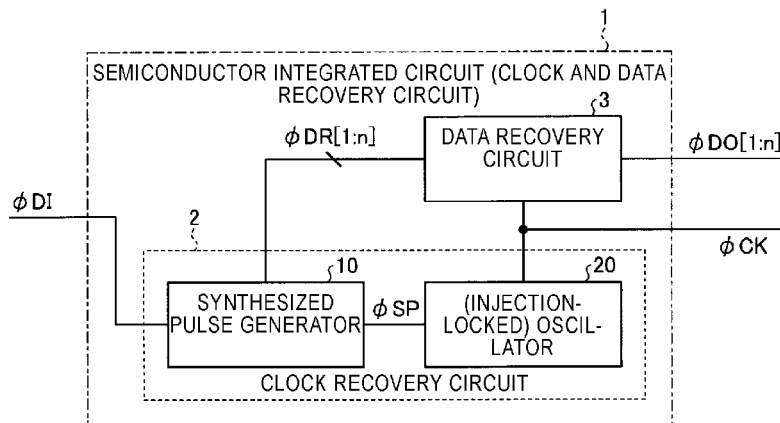 1
SEMICONDUCTOR INTEGRATED CIRCUIT (CLOCK AND DATA
RECOVERY CIRCUIT)
3
φDR[1:n]
DATA RECOVERY
CIRCUIT
φDO[1:n]
φDI
2
φCK
10
20
SYNTHESIZED
PULSE GENERATOR
φSP
(INJECTION-
LOCKED) OSCIL-
LATOR
CLOCK RECOVERY CIRCUIT